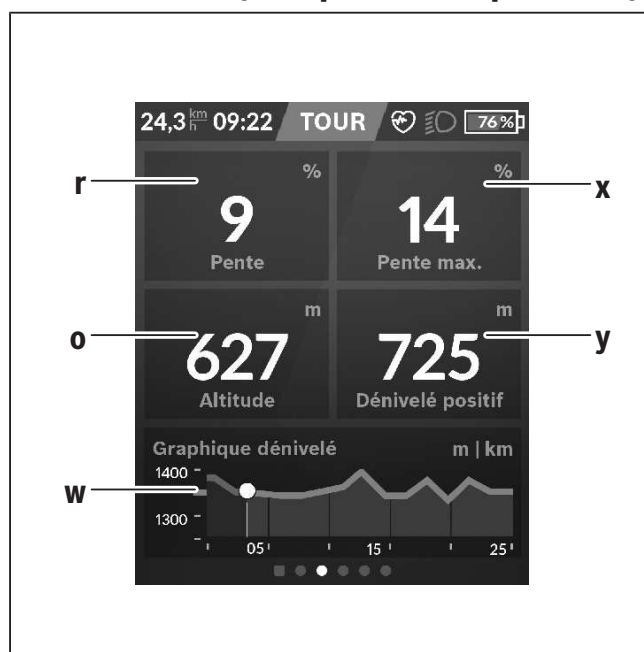 24,3 km/h 09:22 TOUR 76%
r % % x
9 14
Pente Pente max.
o m m y
627 725
Altitude Dénivelé positif
Graphique dénivelé m | km
w 1400
1300
05 15 25